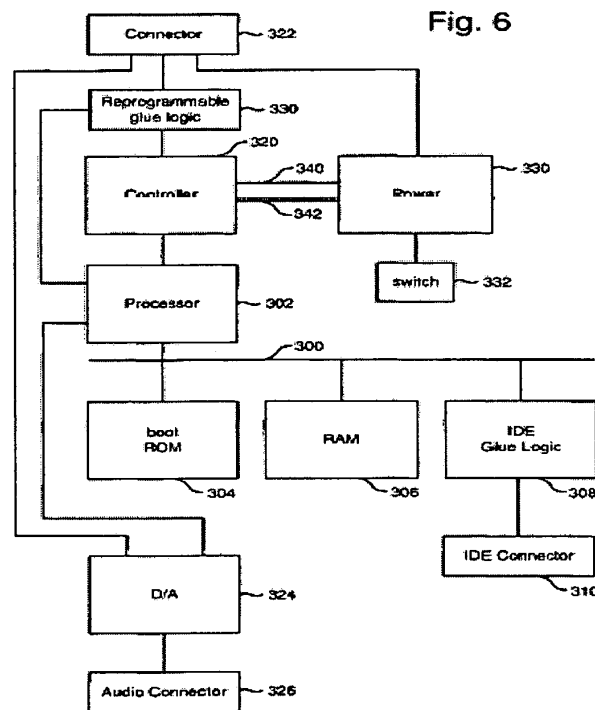 Fig. 6
Connector
322
Reprogrammable
glue logic
330
320
Controller
340
342
Power
330
Processor
302
switch
332
300
boot
ROM
304
RAM
306
IDE
Glue Logic
308
IDE Connector
310
D/A
324
Audio Connector
326